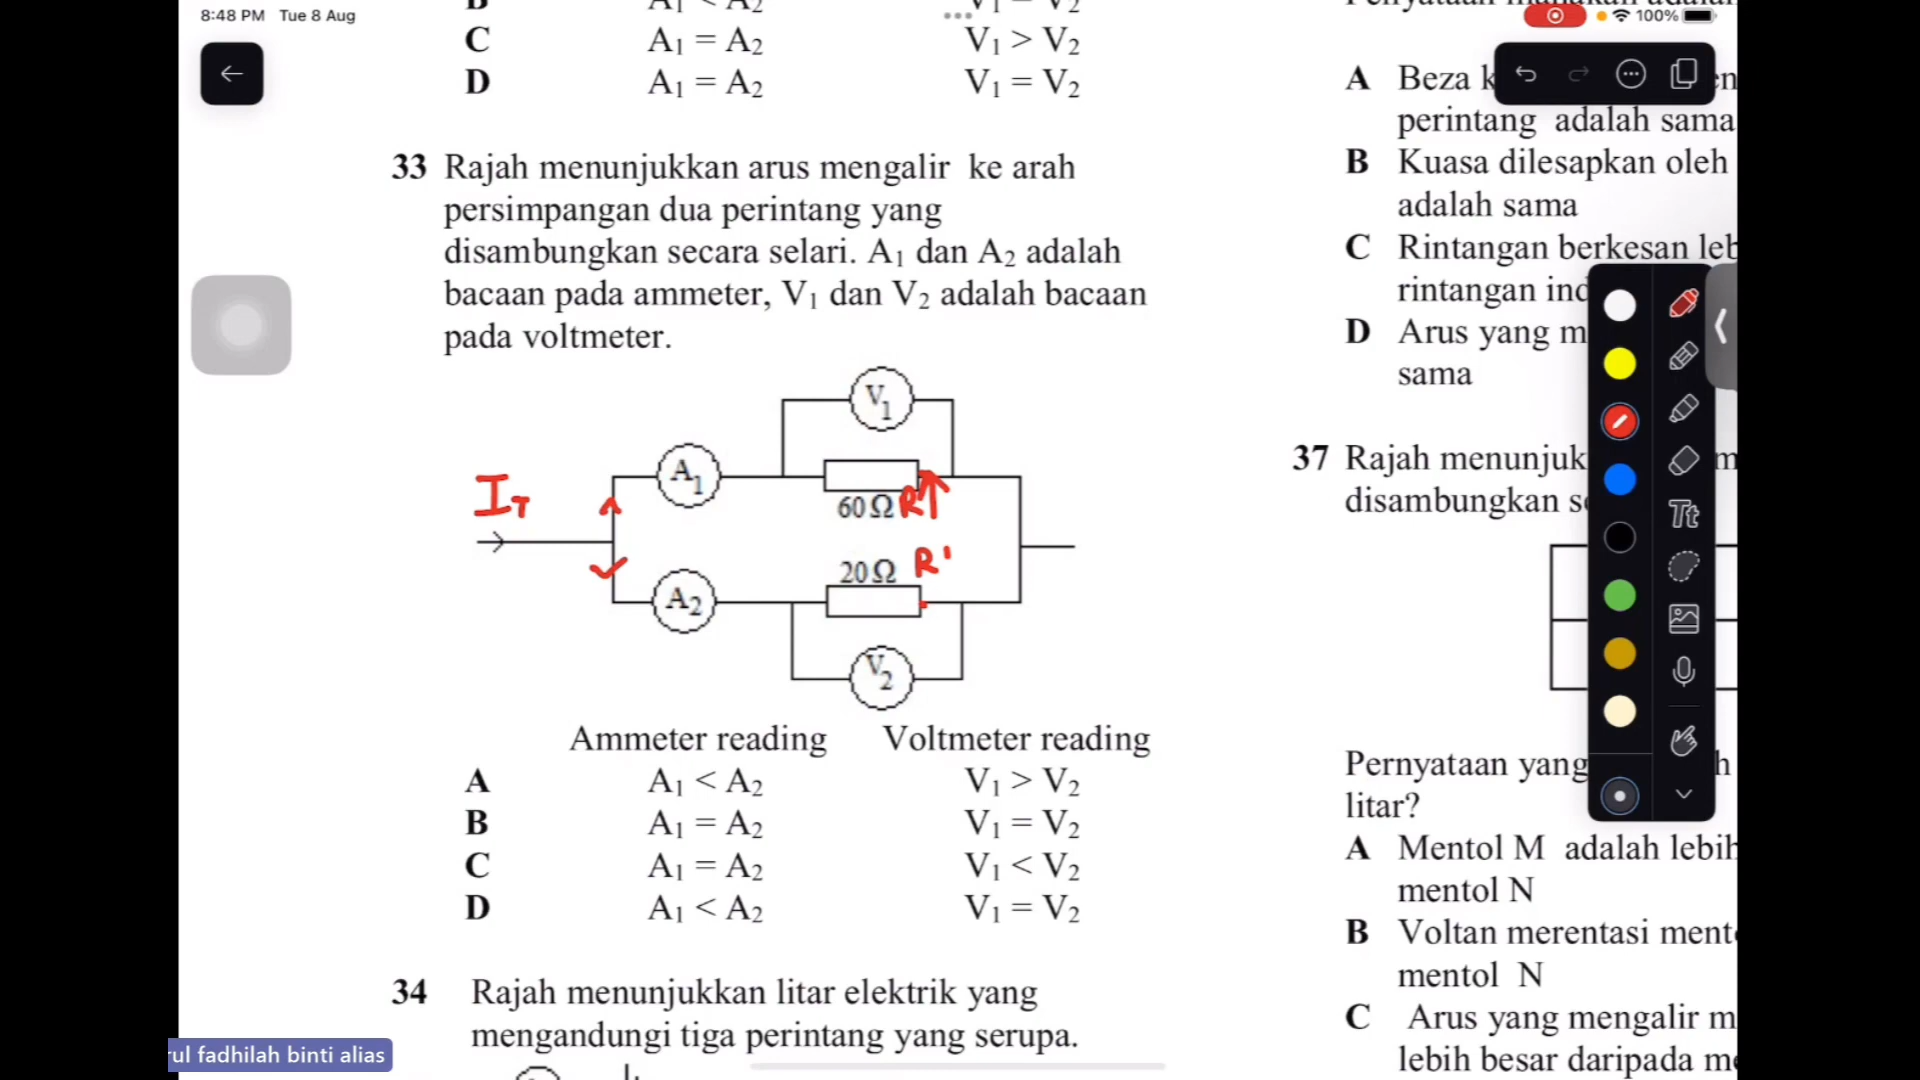 8:48 PM Tue 8 Aug
100%
C A₁ = A₂ V₁ > V₂
D A₁ = A₂ V₁ = V₂
33 Rajah menunjukkan arus mengalir ke arah
persimpangan dua perintang yang
disambungkan secara selari. A₁ dan A₂ adalah
bacaan pada ammeter, V₁ dan V₂ adalah bacaan
pada voltmeter.
V₁
A₁
I_T
60 Ω R↑
20 Ω R'
A₂
V₂
Ammeter reading Voltmeter reading
A A₁ < A₂ V₁ > V₂
B A₁ = A₂ V₁ = V₂
C A₁ = A₂ V₁ < V₂
D A₁ < A₂ V₁ = V₂
34 Rajah menunjukkan litar elektrik yang
mengandungi tiga perintang yang serupa.
rul fadhilah binti alias
A Beza
perintang adalah sama
B Kuasa dilesapkan oleh
adalah sama
C Rintangan berkesan leb
rintangan ind
D Arus yang m
sama
37 Rajah menunjuk
disambungkan
Tt
Pernyataan yang
litar?
A Mentol M adalah lebih
mentol N
B Voltan merentasi ment
mentol N
C Arus yang mengalir m
lebih besar daripada m